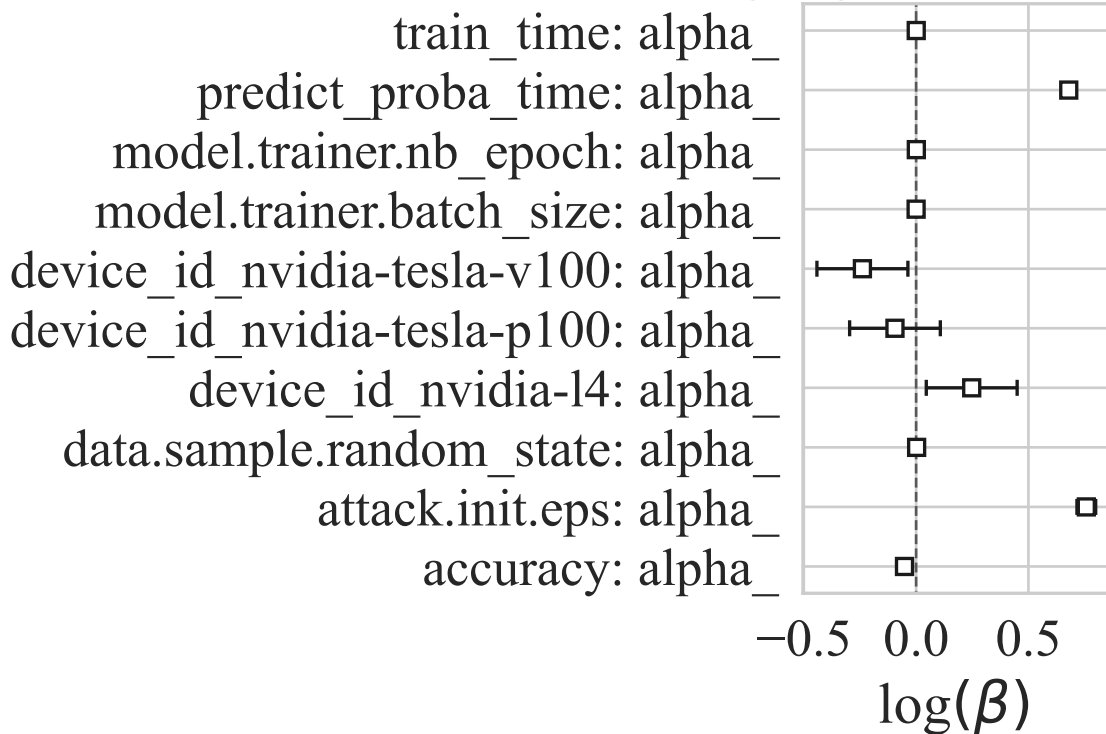 train_time: alpha_
predict_proba_time: alpha_
model.trainer.nb_epoch: alpha_
model.trainer.batch_size: alpha_
device_id_nvidia-tesla-v100: alpha_
device_id_nvidia-tesla-p100: alpha_
device_id_nvidia-l4: alpha_
data.sample.random_state: alpha_
attack.init.eps: alpha_
accuracy: alpha_
−0.5 0.0 0.5
log(β)